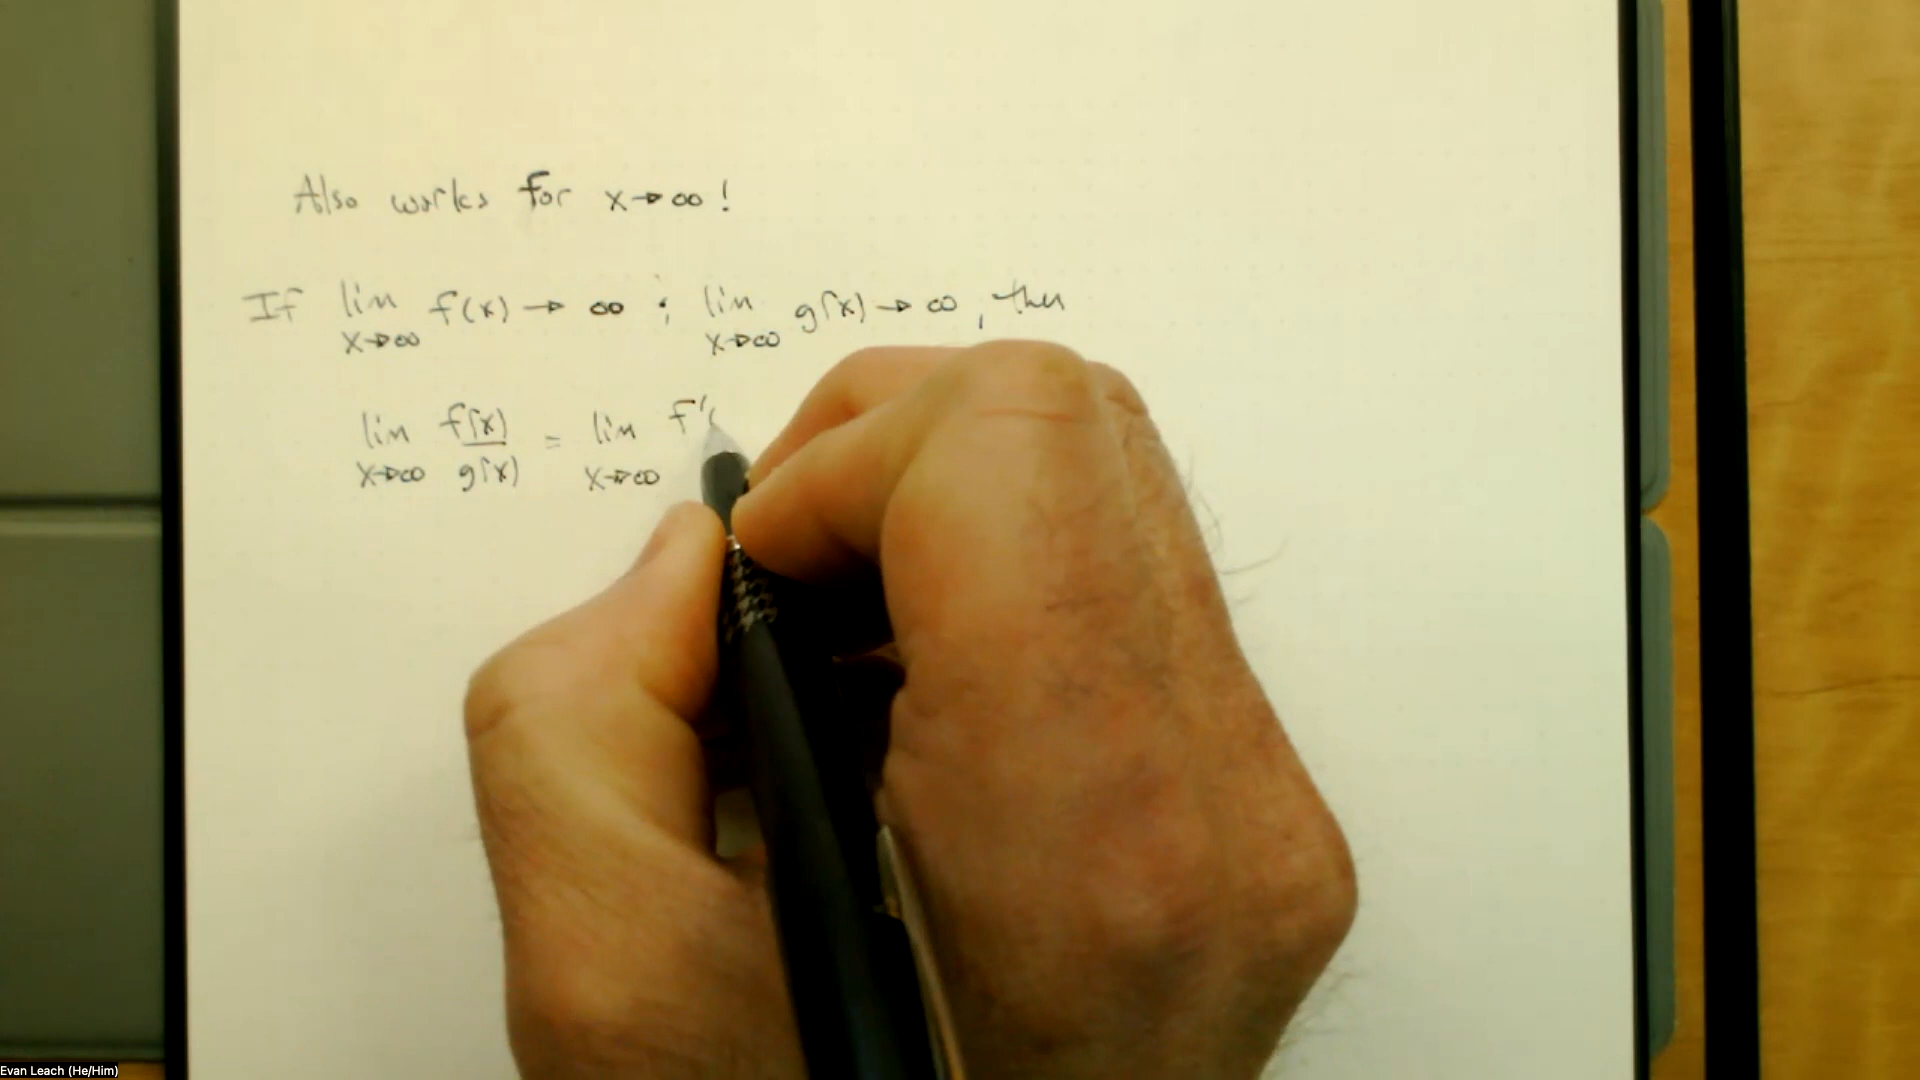 Also works for x→∞!
If lim x→∞ f(x) → ∞ ; lim x→∞ g(x) → ∞, then
lim x→∞ f(x)/g(x) = lim x→∞ f'(
Evan Leach (He/Him)